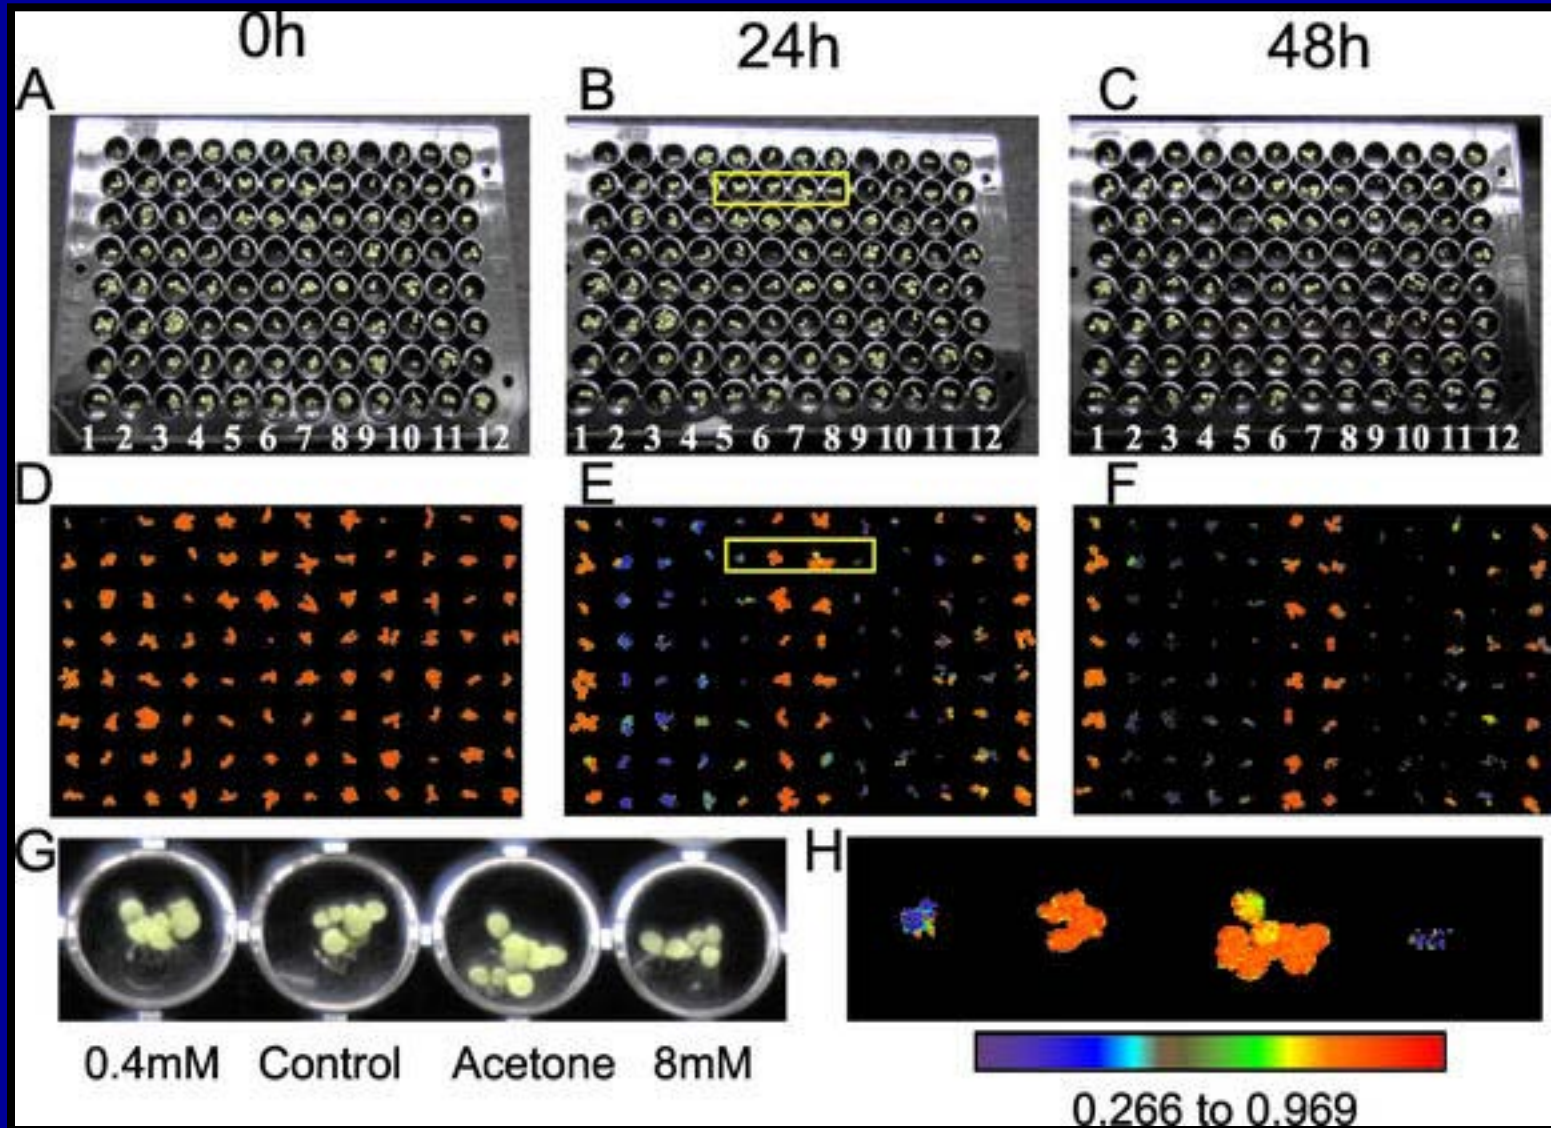 0h 24h 48h
A B C
1 2 3 4 5 6 7 8 9 10 11 12 1 2 3 4 5 6 7 8 9 10 11 12 1 2 3 4 5 6 7 8 9 10 11 12
D E F
G H
0.4mM Control Acetone 8mM
0.266 to 0.969